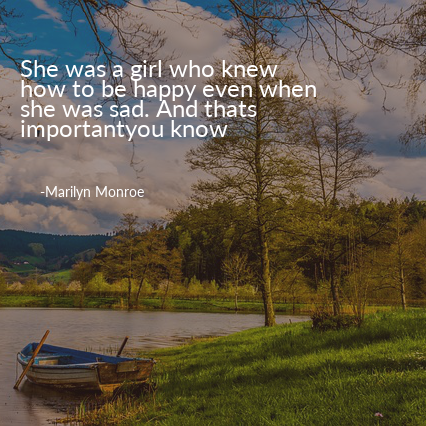 She was a girl who knew
how to be happy even when
she was sad. And thats
importantyou know
-Marilyn Monroe